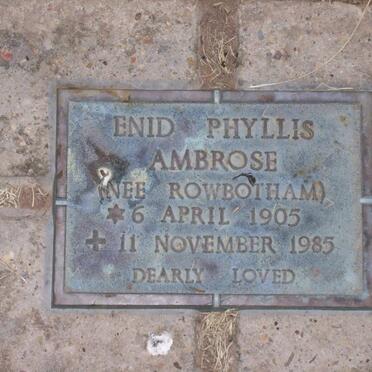 ENID PHYLLIS
AMBROSE
(NEE ROWBOTHAM)
✶ 6 APRIL 1905
✚ 11 NOVEMBER 1985
DEARLY LOVED